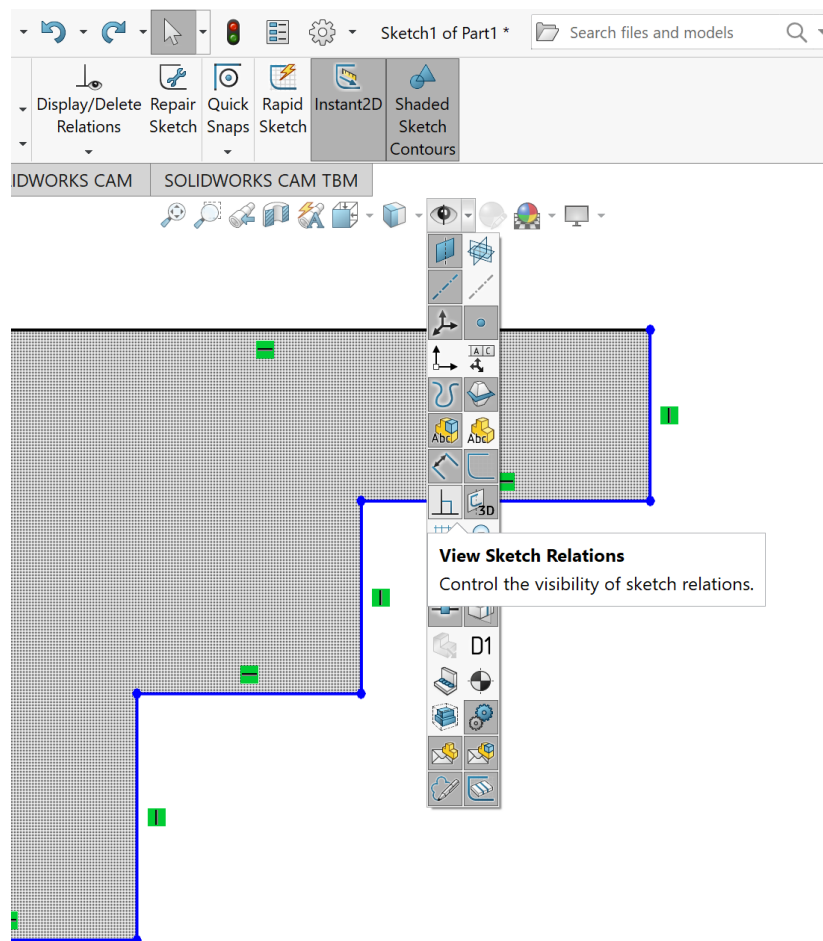 Sketch1 of Part1 *
Search files and models
Display/Delete Relations
Repair Sketch
Quick Snaps
Rapid Sketch
Instant2D
Shaded Sketch Contours
IDWORKS CAM
SOLIDWORKS CAM TBM
A C
Abc Abc
3D
View Sketch Relations
Control the visibility of sketch relations.
D1